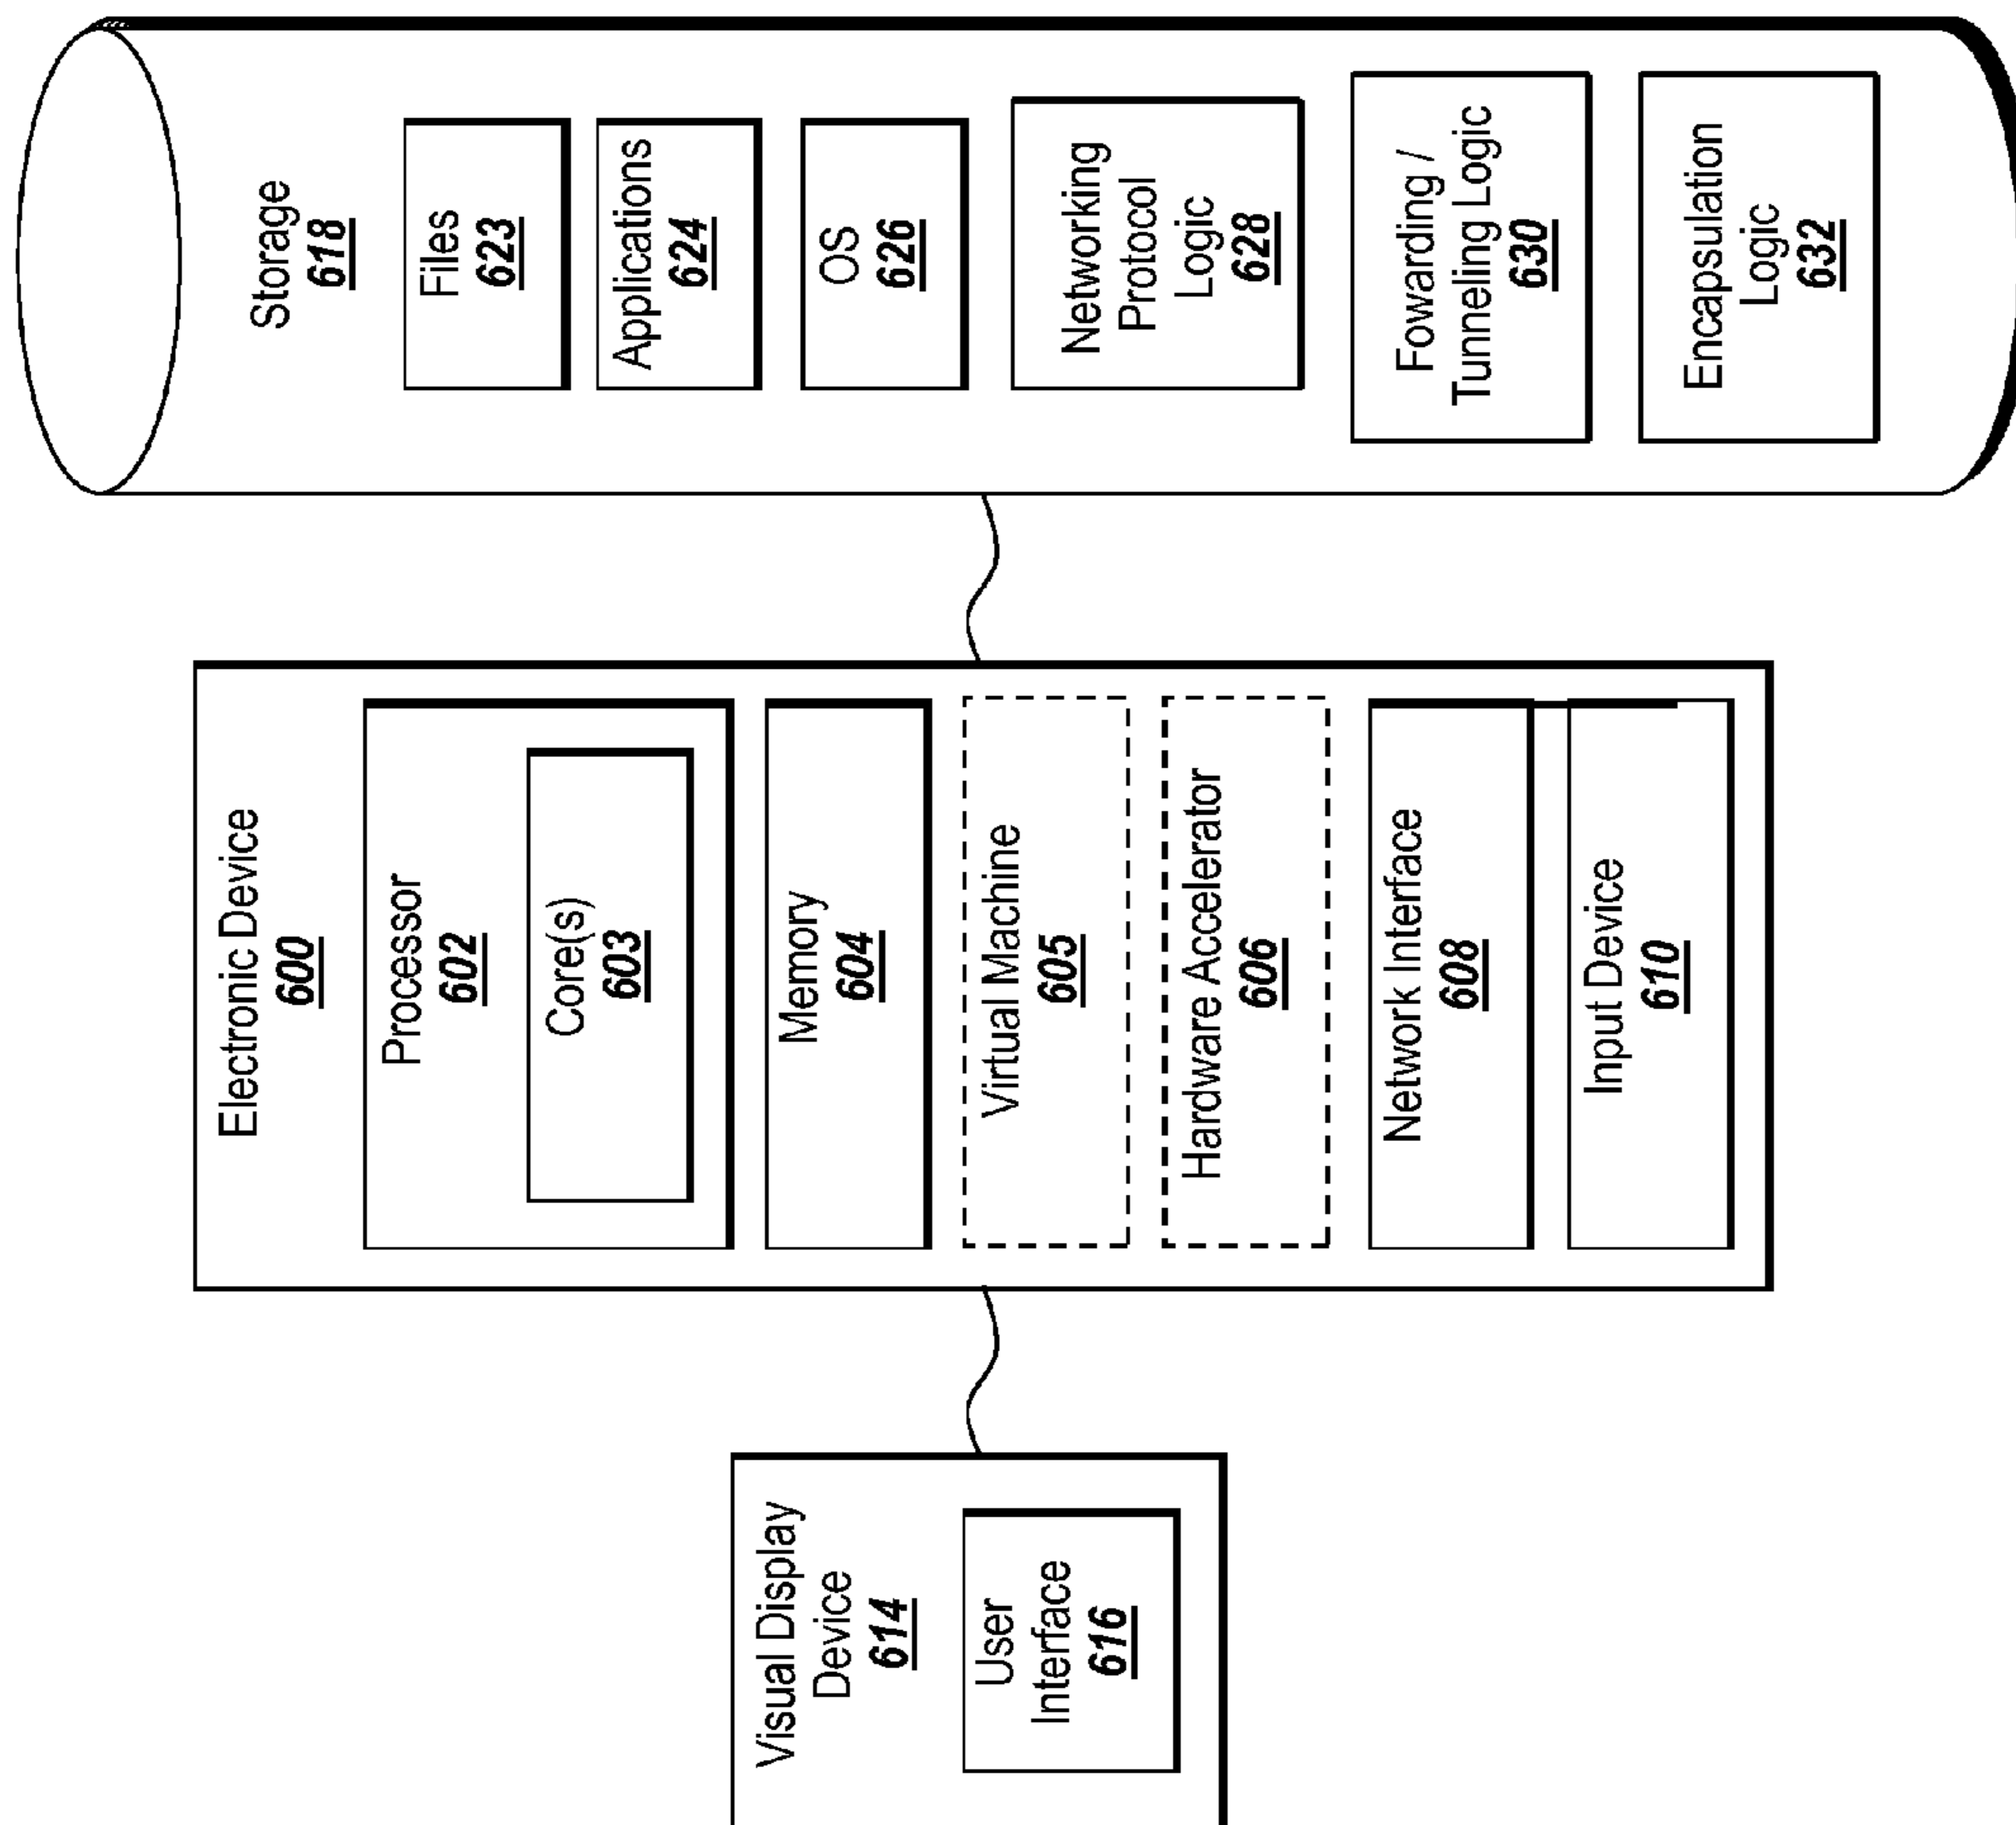 Visual Display
Device
614
User
Interface
616
Electronic Device
600
Processor
602
Core(s)
603
Memory
604
Virtual Machine
605
Hardware Accelerator
606
Network Interface
608
Input Device
610
Storage
618
Files
623
Applications
624
OS
626
Networking
Protocol
Logic
628
Fowarding /
Tunneling Logic
630
Encapsulation
Logic
632